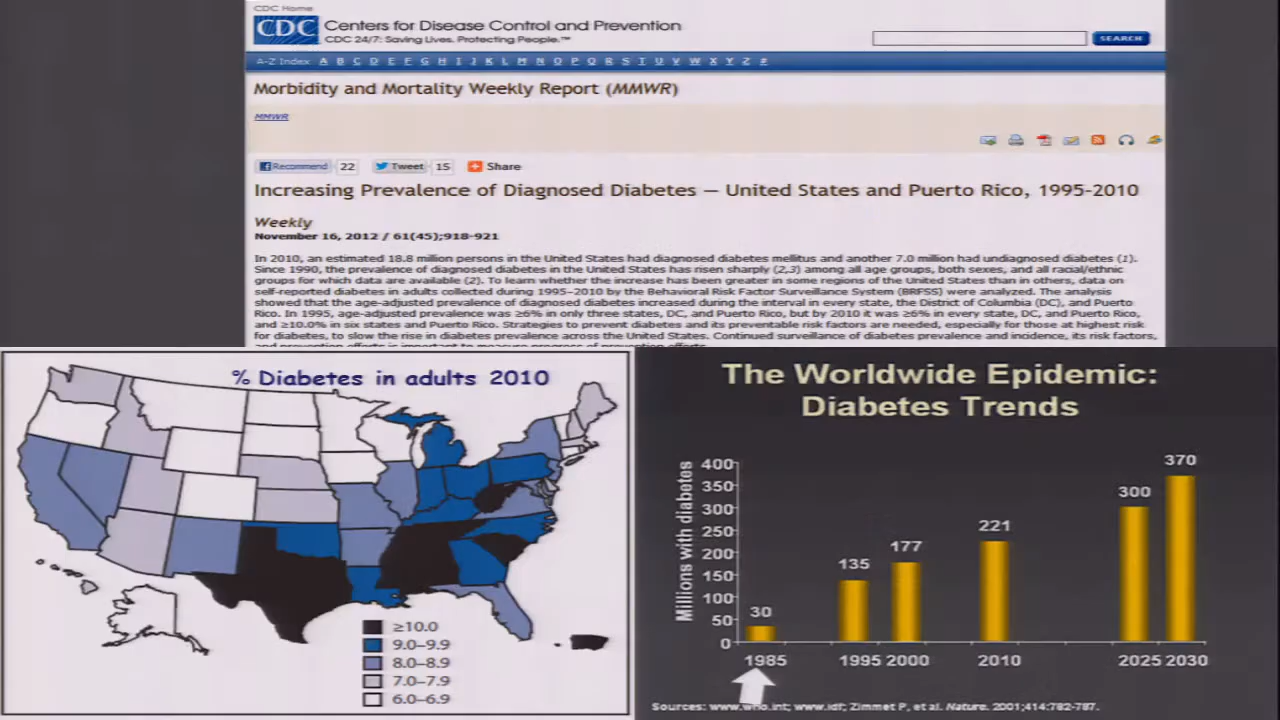 CDC Home
CDC
Centers for Disease Control and Prevention
CDC 24/7: Saving Lives. Protecting People.™
SEARCH
A-Z Index A B C D E F G H I J K L M N O P Q R S T U V W X Y Z #
Morbidity and Mortality Weekly Report (MMWR)
MMWR
Recommend 22 Tweet 15 Share
Increasing Prevalence of Diagnosed Diabetes — United States and Puerto Rico, 1995-2010
Weekly
November 16, 2012 / 61(45);918-921
In 2010, an estimated 18.8 million persons in the United States had diagnosed diabetes mellitus and another 7.0 million had undiagnosed diabetes (1).
Since 1990, the prevalence of diagnosed diabetes in the United States has risen sharply (2,3) among all age groups, both sexes, and all racial/ethnic
groups for which data are available (2). To learn whether the increase has been greater in some regions of the United States than in others, data on
self-reported diabetes in adults collected during 1995–2010 by the Behavioral Risk Factor Surveillance System (BRFSS) were analyzed. The analysis
showed that the age-adjusted prevalence of diagnosed diabetes increased during the interval in every state, the District of Columbia (DC), and Puerto
Rico. In 1995, age-adjusted prevalence was ≥6% in only three states, DC, and Puerto Rico, but by 2010 it was ≥6% in every state, DC, and Puerto Rico,
and ≥10.0% in six states and Puerto Rico. Strategies to prevent diabetes and its preventable risk factors are needed, especially for those at highest risk
for diabetes, to slow the rise in diabetes prevalence across the United States. Continued surveillance of diabetes prevalence and incidence, its risk factors,
and prevention efforts is important to measure progress of prevention efforts.
% Diabetes in adults 2010
≥10.0
9.0–9.9
8.0–8.9
7.0–7.9
6.0–6.9
The Worldwide Epidemic:
Diabetes Trends
Millions with diabetes
400
350
300
250
200
150
100
50
0
30
135
177
221
300
370
1985 1995 2000 2010 2025 2030
Sources: www.who.int; www.idf; Zimmet P, et al. Nature. 2001;414:782-787.